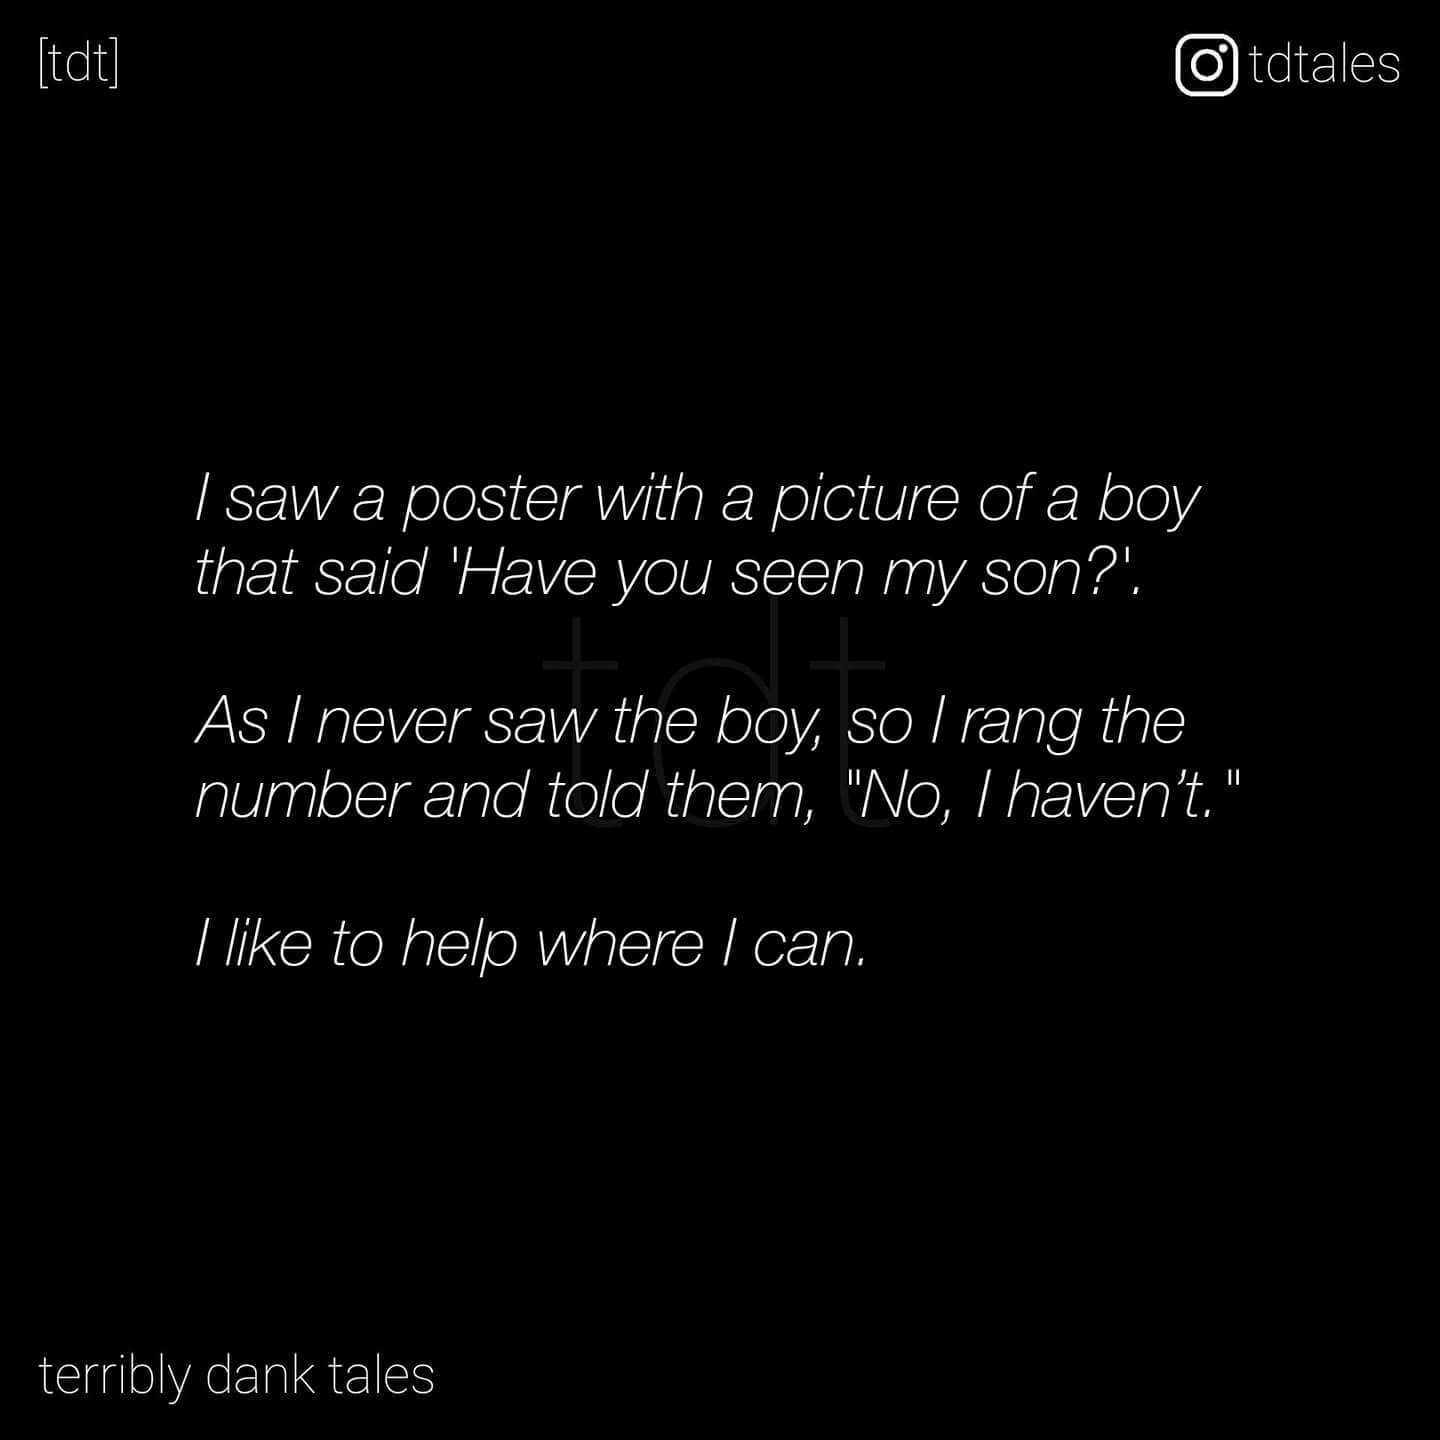 [tdt]
tdtales
I saw a poster with a picture of a boy
that said 'Have you seen my son?'.
As I never saw the boy, so I rang the
number and told them, "No, I haven’t."
I like to help where I can.
tdt
terribly dank tales